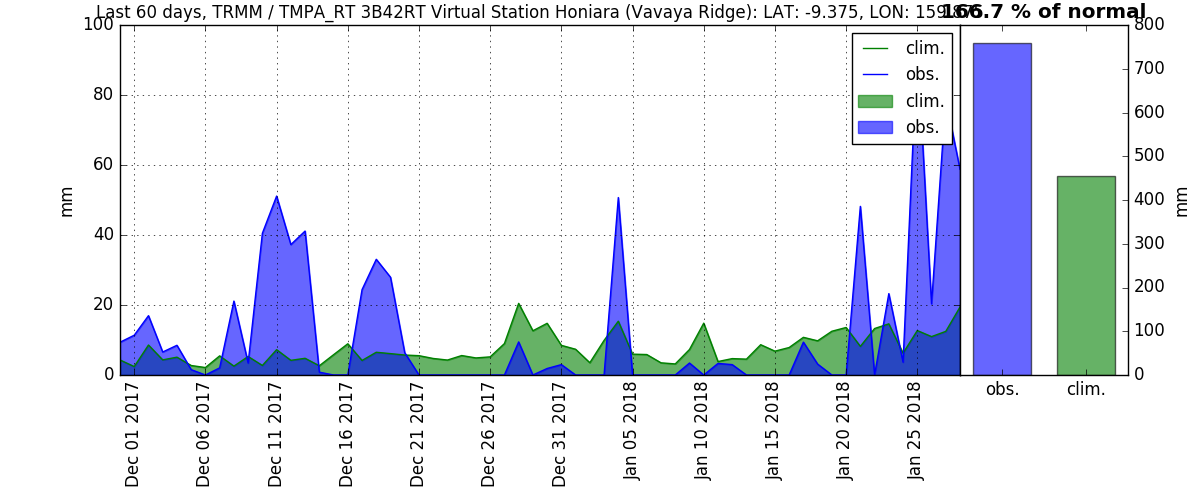 Last 60 days, TRMM / TMPA_RT 3B42RT Virtual Station Honiara (Vavaya Ridge): LAT: -9.375, LON:
166.7 % of normal
mm
100
80
60
40
20
0
clim.
obs.
clim.
obs.
800
700
600
500
400
300
200
100
0
mm
Dec 01 2017
Dec 06 2017
Dec 11 2017
Dec 16 2017
Dec 21 2017
Dec 26 2017
Dec 31 2017
Jan 05 2018
Jan 10 2018
Jan 15 2018
Jan 20 2018
Jan 25 2018
obs.
clim.